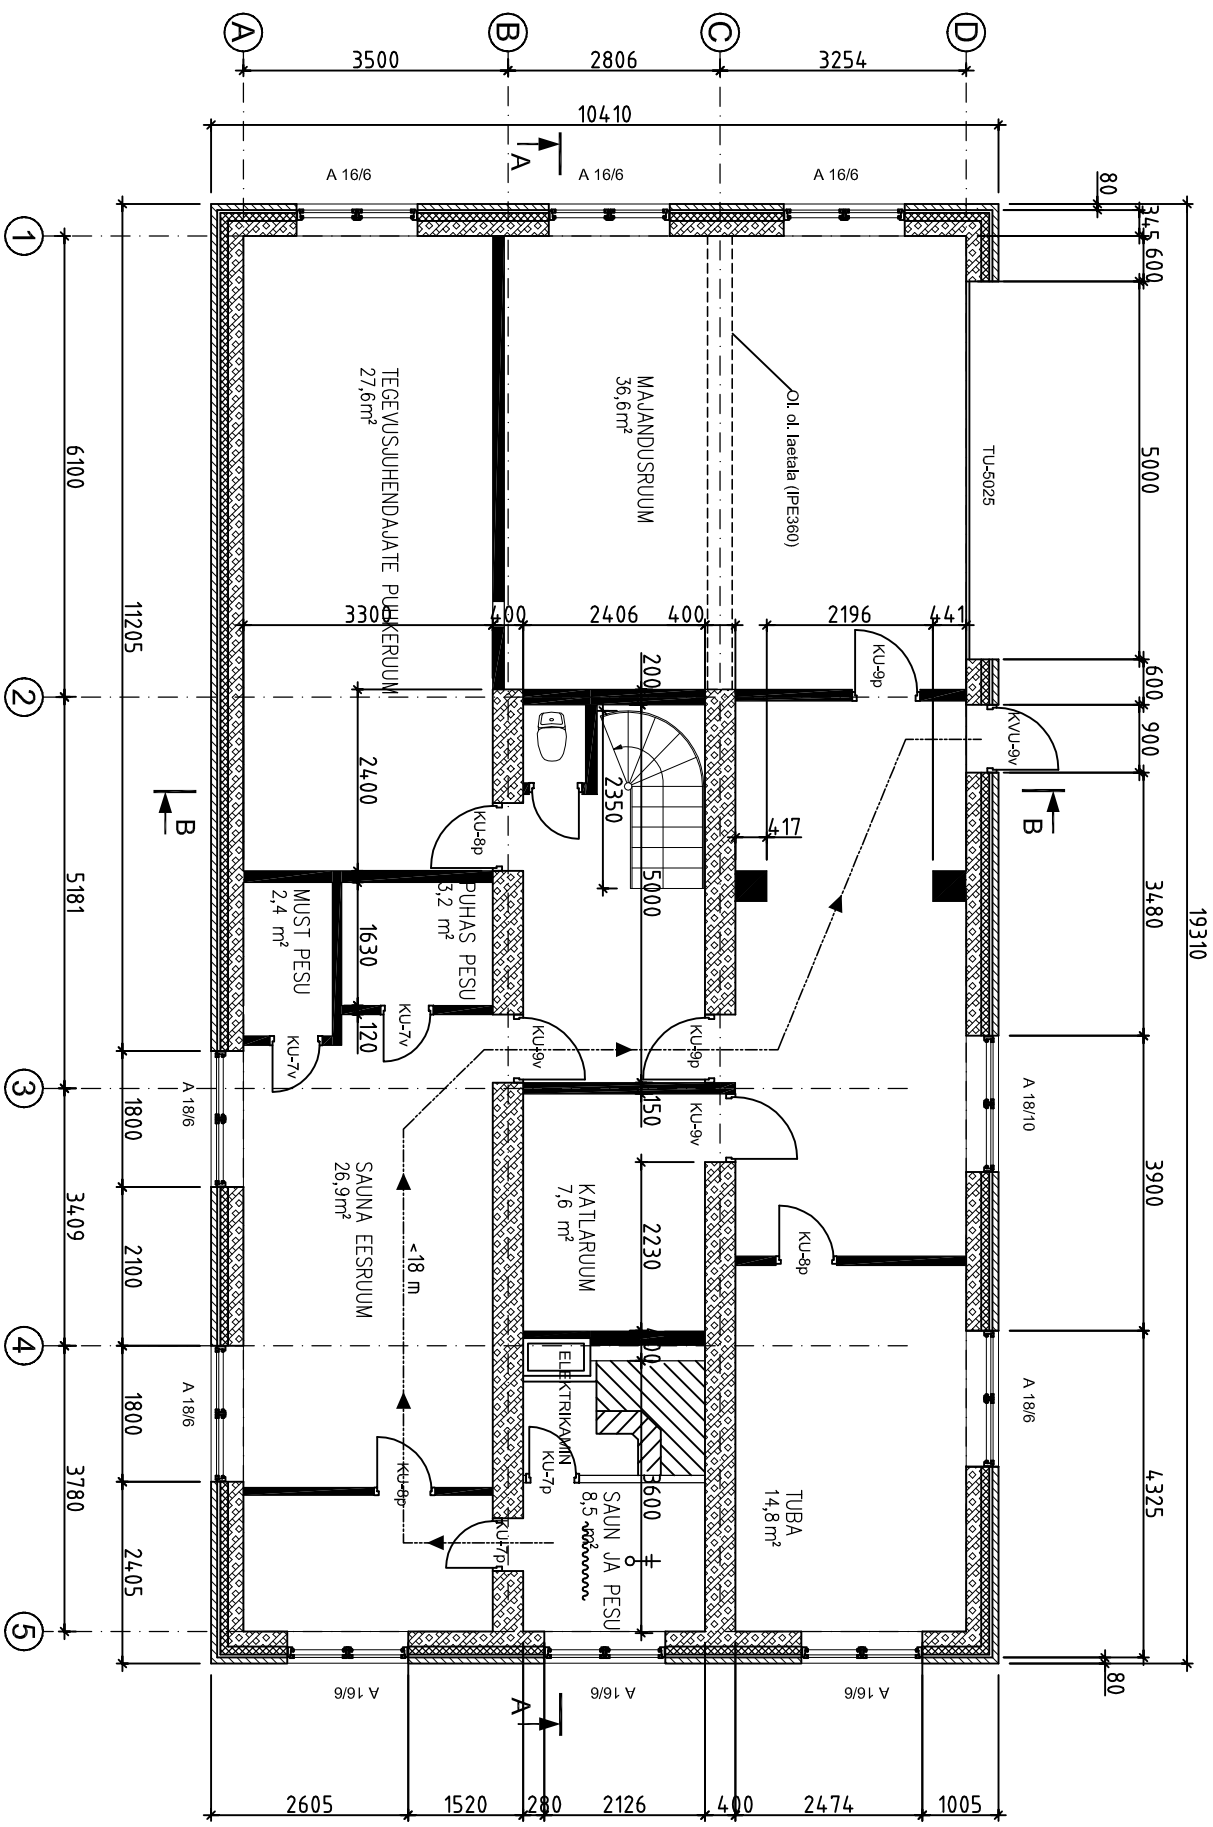 A
B
C
D
3500
2806
3254
10410
A
A 16/6
A 16/6
A 16/6
80
345
600
1
TEGEVUSJUHENDAJATE PUHKERUUM
27,6m²
MAJANDUSRUUM
36,6m²
Ol. ol. laetala (IPE360)
TU-5025
5000
6100
11205
3300
400
2406
400
2196
441
200
KU-9p
600
2
KVU-9v
900
2400
2350
417
B
B
KU-8p
5000
3480
19310
5181
MUST PESU
2,4 m²
PUHAS PESU
3,2 m²
1630
120
KU-7v
KU-7v
KU-9v
KU-9p
3
A 18/6
1800
150
KU-9v
A 18/10
3900
3409
SAUNA EESRUUM
26,9m²
KATLARUUM
7,6 m²
2230
<18 m
KU-8p
2100
4
A 18/6
1800
ELEKTRIKAMIN
A 18/6
4325
3780
KU-8p
KU-7p
KU-7p
3600
SAUN JA PESU
8,5 m²
TUBA
14,8m²
2405
5
80
A 16/6
A 16/6
A 16/6
A
2605
1520
280
2126
400
2474
1005